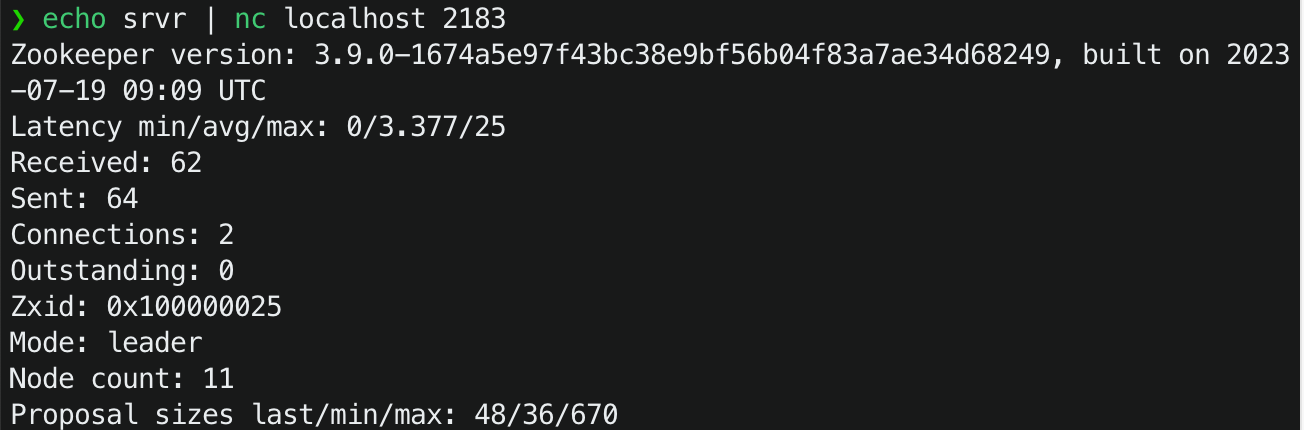 ❯ echo srvr | nc localhost 2183
Zookeeper version: 3.9.0-1674a5e97f43bc38e9bf56b04f83a7ae34d68249, built on 2023
-07-19 09:09 UTC
Latency min/avg/max: 0/3.377/25
Received: 62
Sent: 64
Connections: 2
Outstanding: 0
Zxid: 0x100000025
Mode: leader
Node count: 11
Proposal sizes last/min/max: 48/36/670